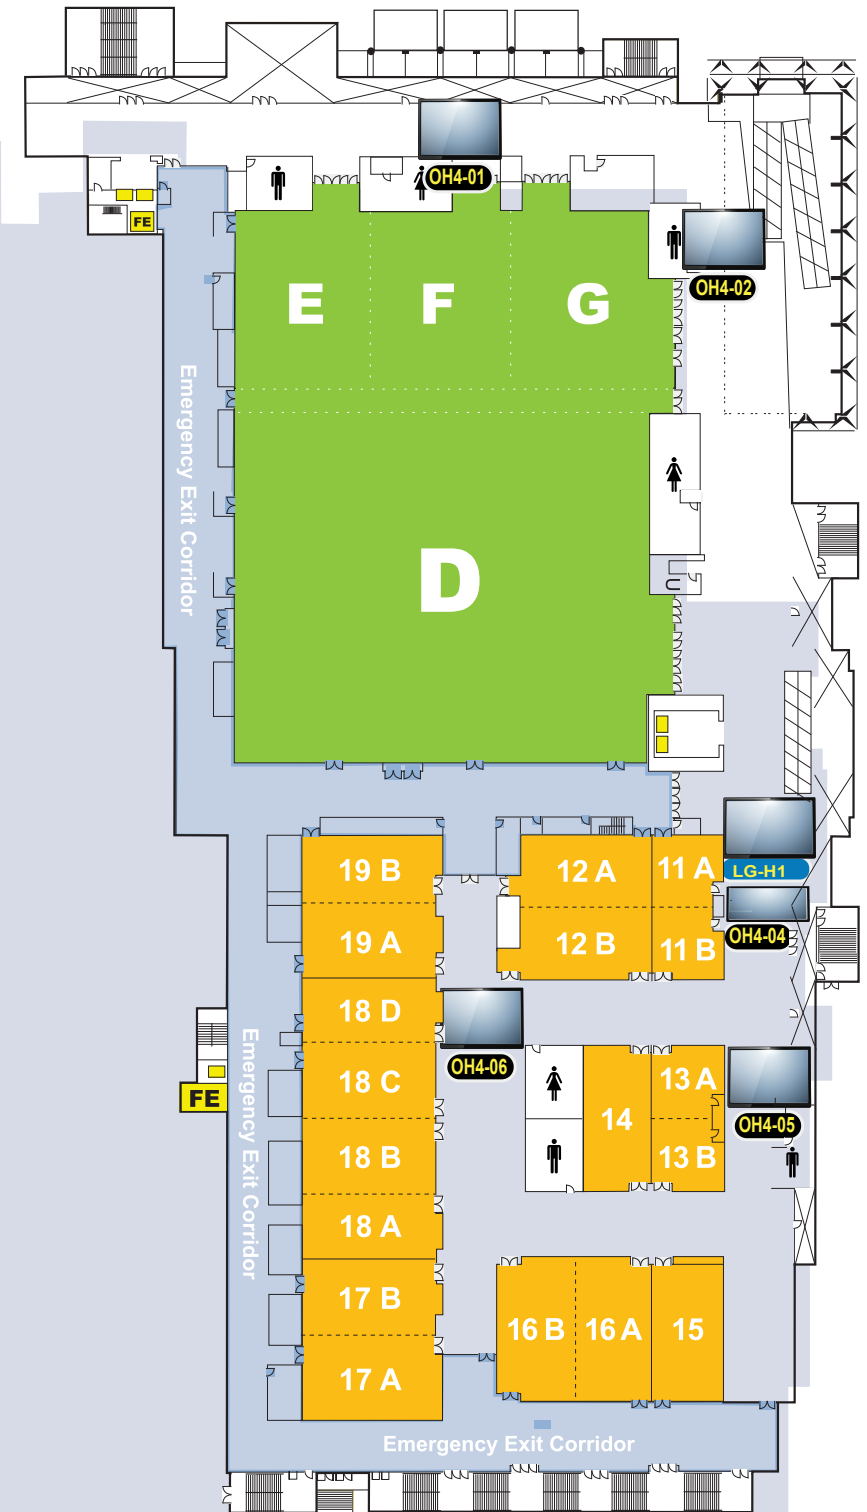 OH4-01
FE
OH4-02
E F G
Emergency Exit Corridor
D
LG-H1
19 B
12 A
11 A
OH4-04
19 A
12 B
11 B
18 D
OH4-06
18 C
13 A
FE
14
OH4-05
18 B
13 B
Emergency Exit Corridor
18 A
17 B
16 B
16 A
15
17 A
Emergency Exit Corridor